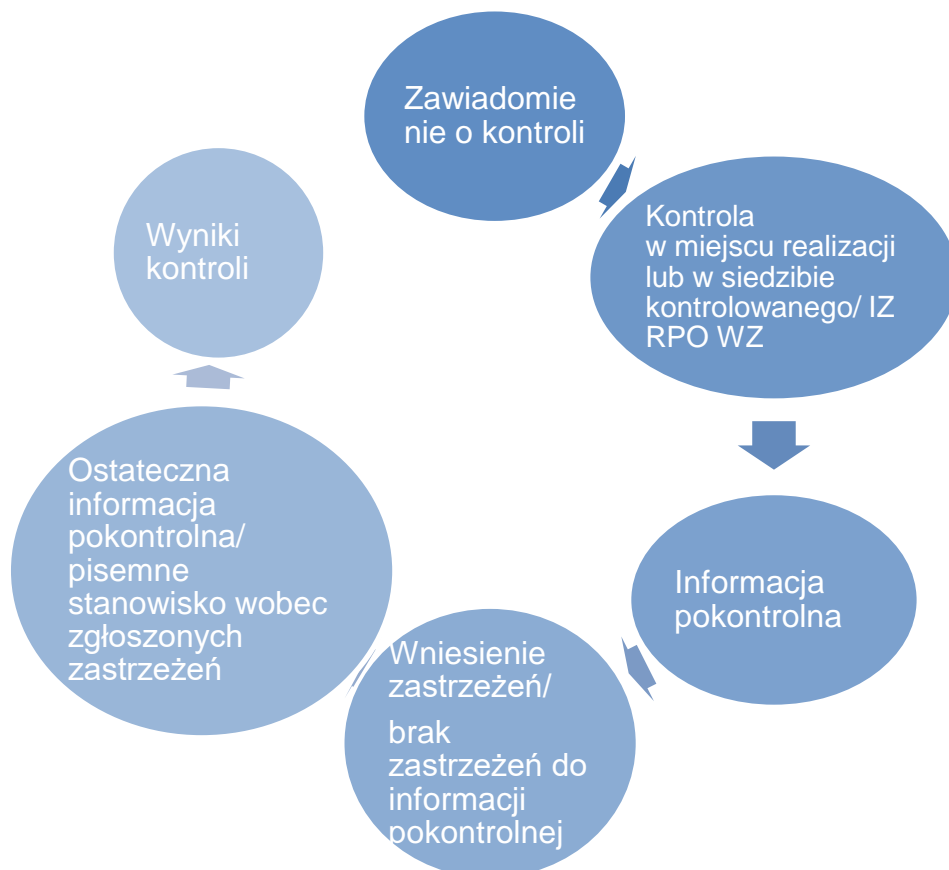 Zawiadomie
nie o kontroli
Kontrola
w miejscu realizacji
lub w siedzibie
kontrolowanego/ IZ
RPO WZ
Informacja
pokontrolna
Wniesienie
zastrzeżeń/
brak
zastrzeżeń do
informacji
pokontrolnej
Ostateczna
informacja
pokontrolna/
pisemne
stanowisko wobec
zgłoszonych
zastrzeżeń
Wyniki
kontroli